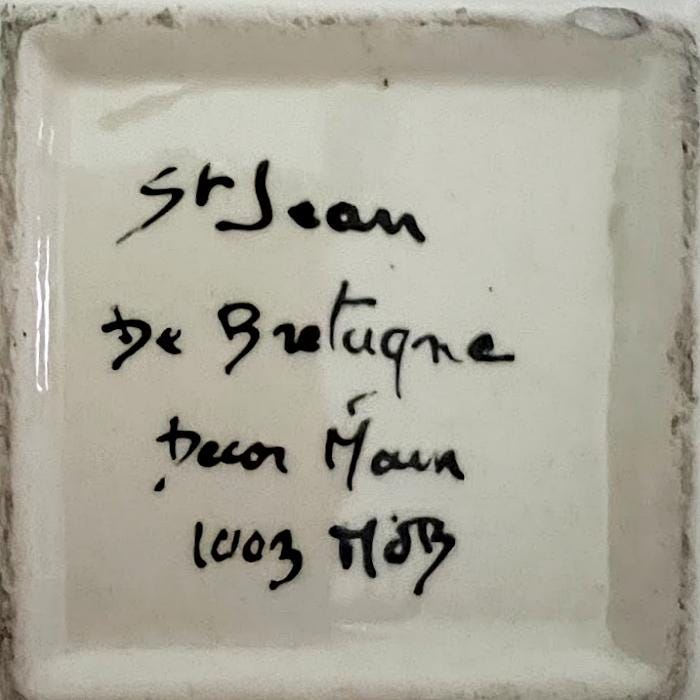 St Jean
De Bretagne
Decor Main
1003